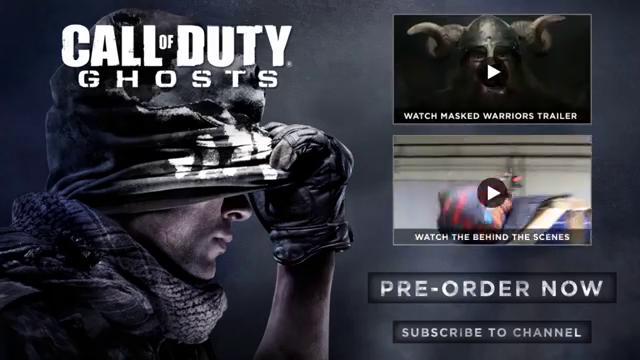 CALL OF DUTY
GHOSTS
WATCH MASKED WARRIORS TRAILER
WATCH THE BEHIND THE SCENES
PRE-ORDER NOW
SUBSCRIBE TO CHANNEL